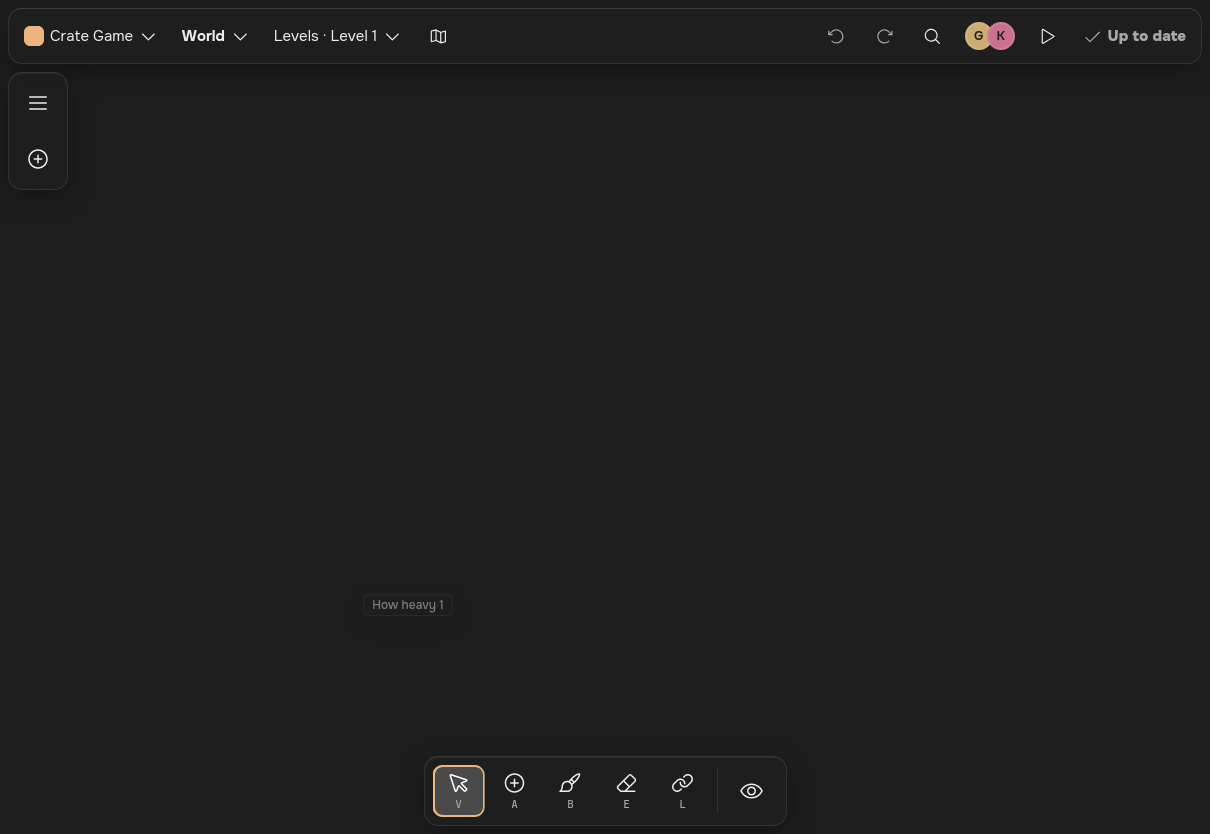 Crate Game
World
Levels · Level 1
G
K
Up to date
How heavy 1
V
A
B
E
L